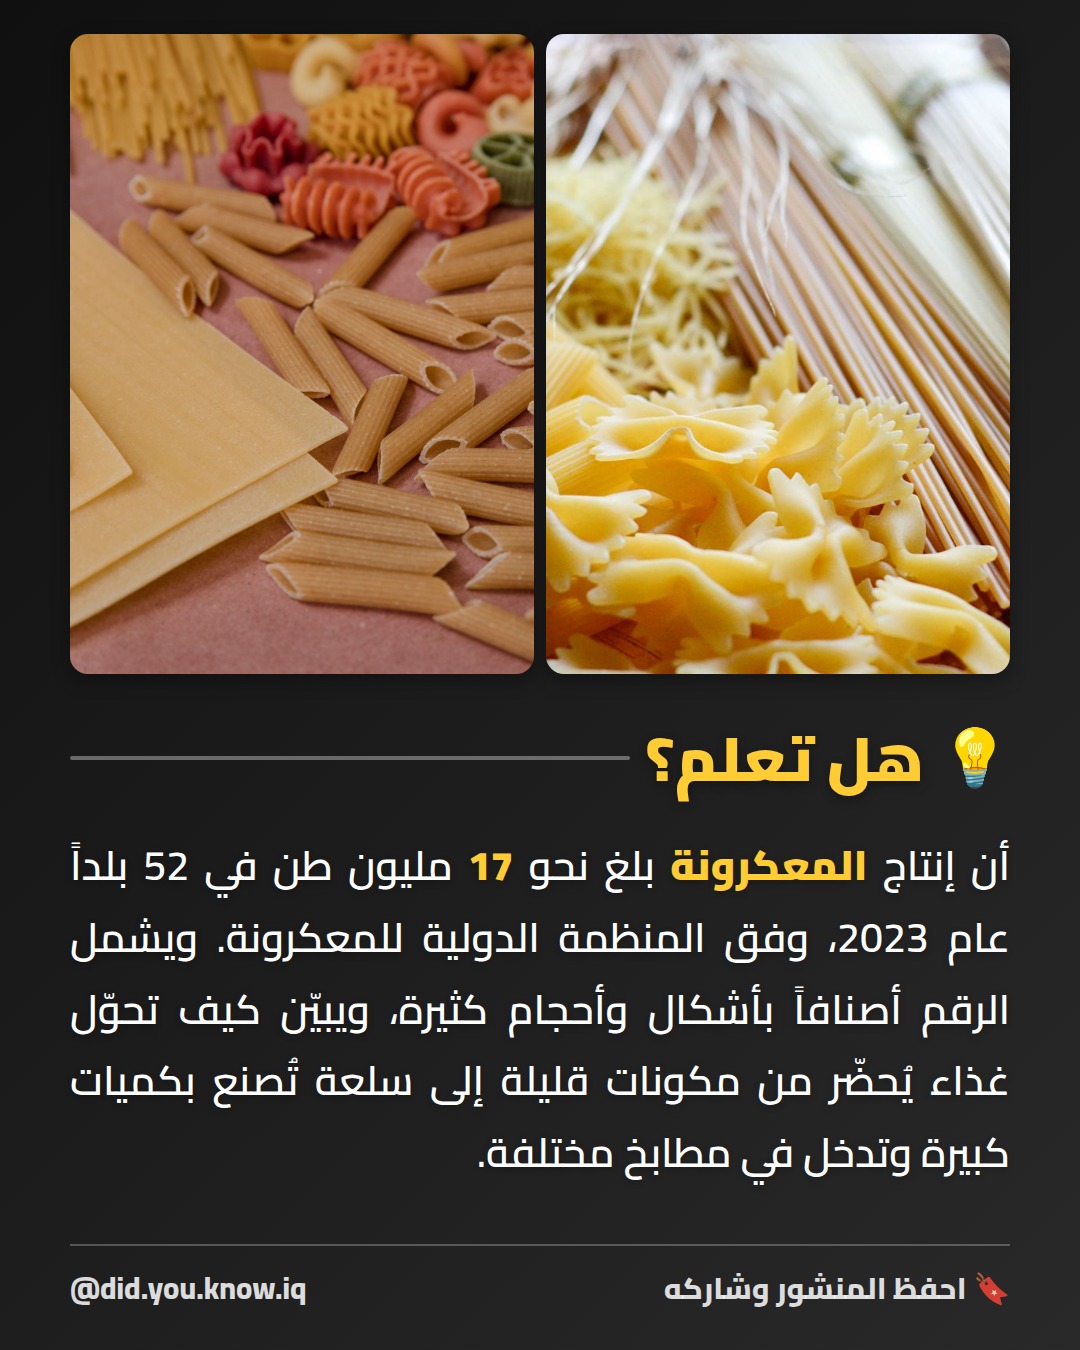 💡 هل تعلم؟
أن إنتاج المعكرونة بلغ نحو 17 مليون طن في 52 بلداً
عام 2023، وفق المنظمة الدولية للمعكرونة. ويشمل
الرقم أصنافاً بأشكال وأحجام كثيرة، ويبيّن كيف تحوّل
غذاء يُحضّر من مكونات قليلة إلى سلعة تُصنع بكميات
كبيرة وتدخل في مطابخ مختلفة.
🔖 احفظ المنشور وشاركه
@did.you.know.iq